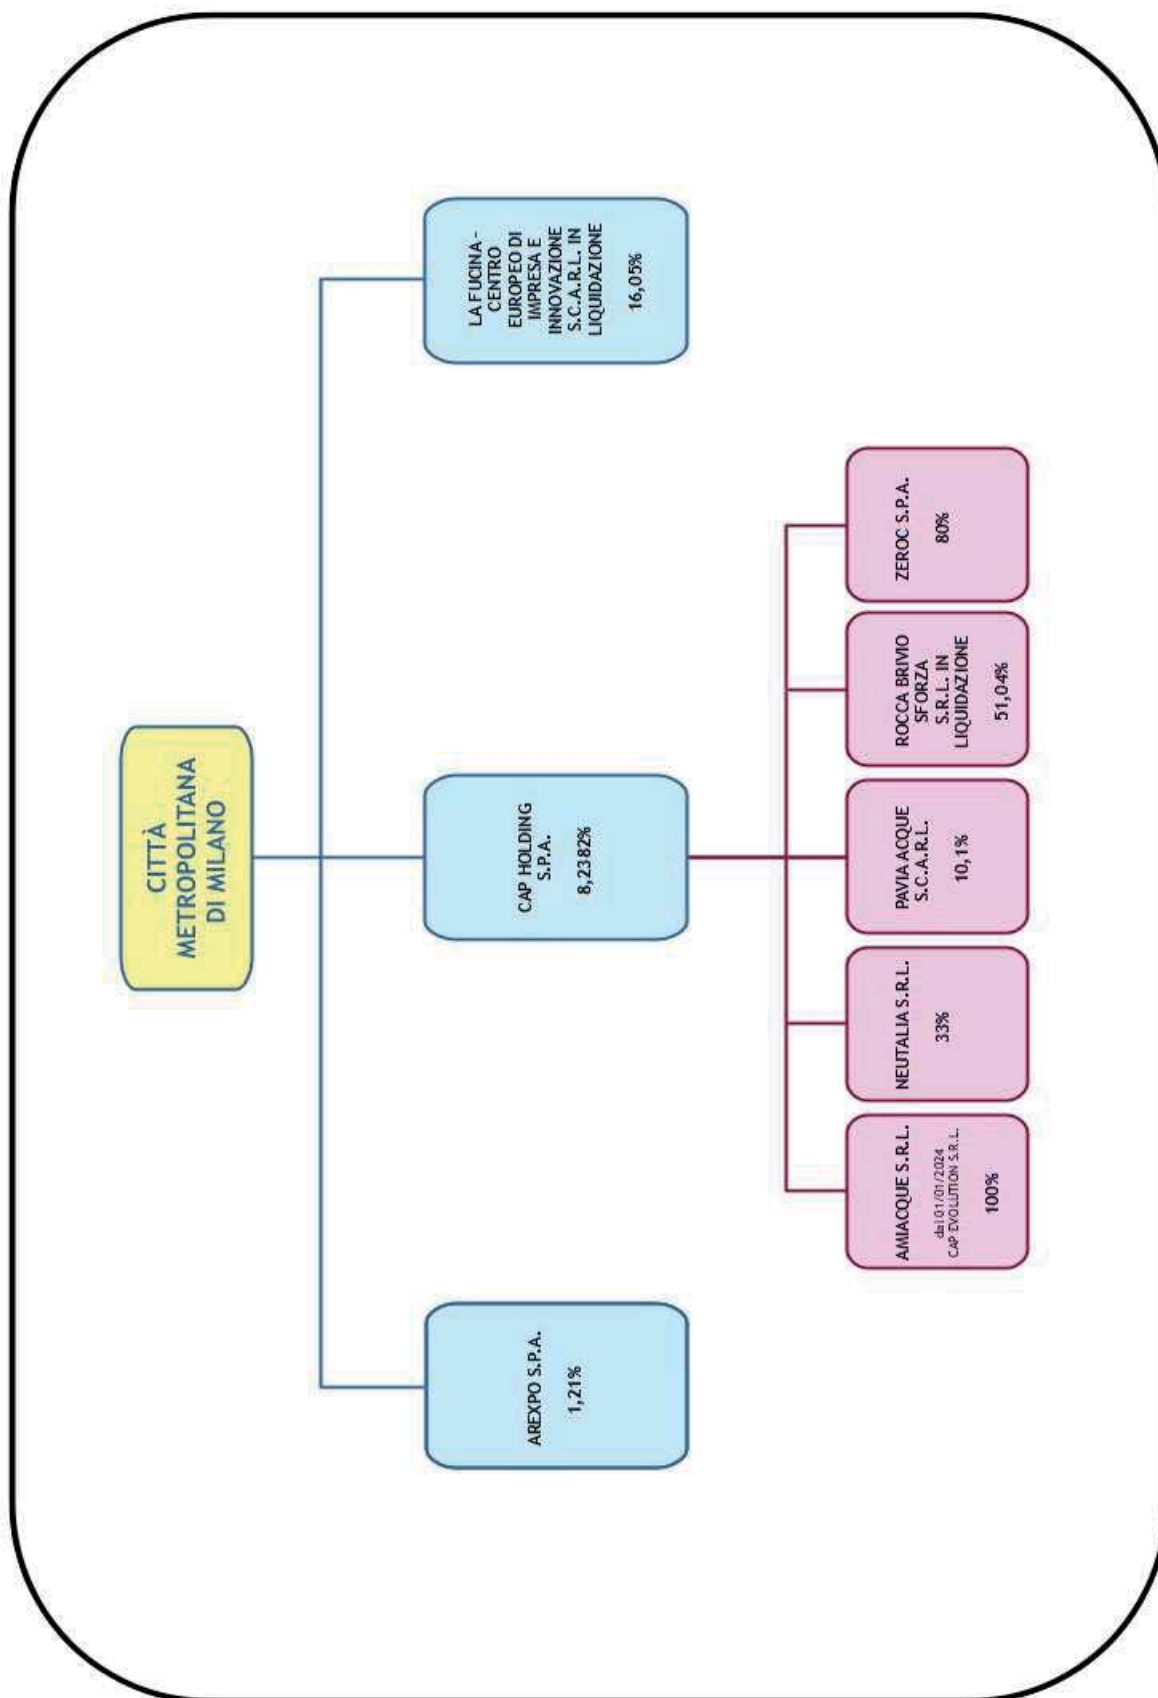 CITTÀ
METROPOLITANA
DI MILANO
AREXPO S.P.A.
1,21%
CAP HOLDING
S.P.A.
8,2382%
LA FUCINA -
CENTRO
EUROPEO DI
IMPRESA E
INNOVAZIONE
S.C.A.R.L. IN
LIQUIDAZIONE
16,05%
AMIACQUE S.R.L.
dal 01/01/2024
CAP EVOLUTION S.R.L.
100%
NEUTALIA S.R.L.
33%
PAVIA ACQUE
S.C.A.R.L.
10,1%
ROCCA BRIVIO
SFORZA
S.R.L. IN
LIQUIDAZIONE
51,04%
ZEROC S.P.A.
80%